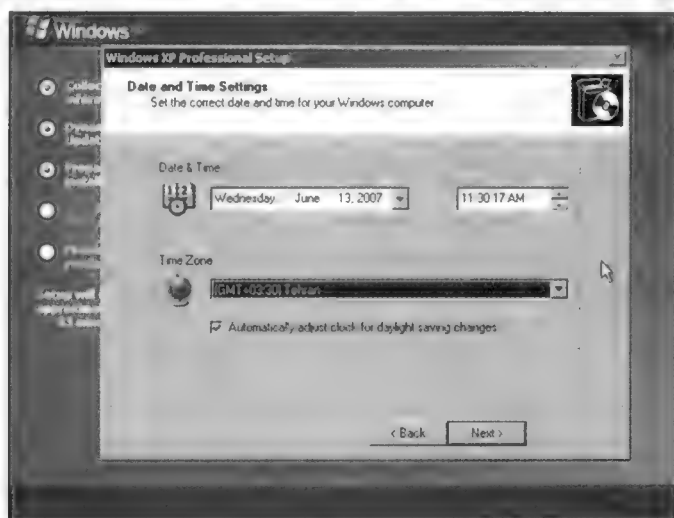 Windows
Windows XP Professional Setup
Date and Time Settings
Set the correct date and time for your Windows computer
Date & Time
Wednesday, June 13, 2007
11:30:17 AM
Time Zone
(GMT+03:30) Tehran
Automatically adjust clock for daylight saving changes
< Back
Next >